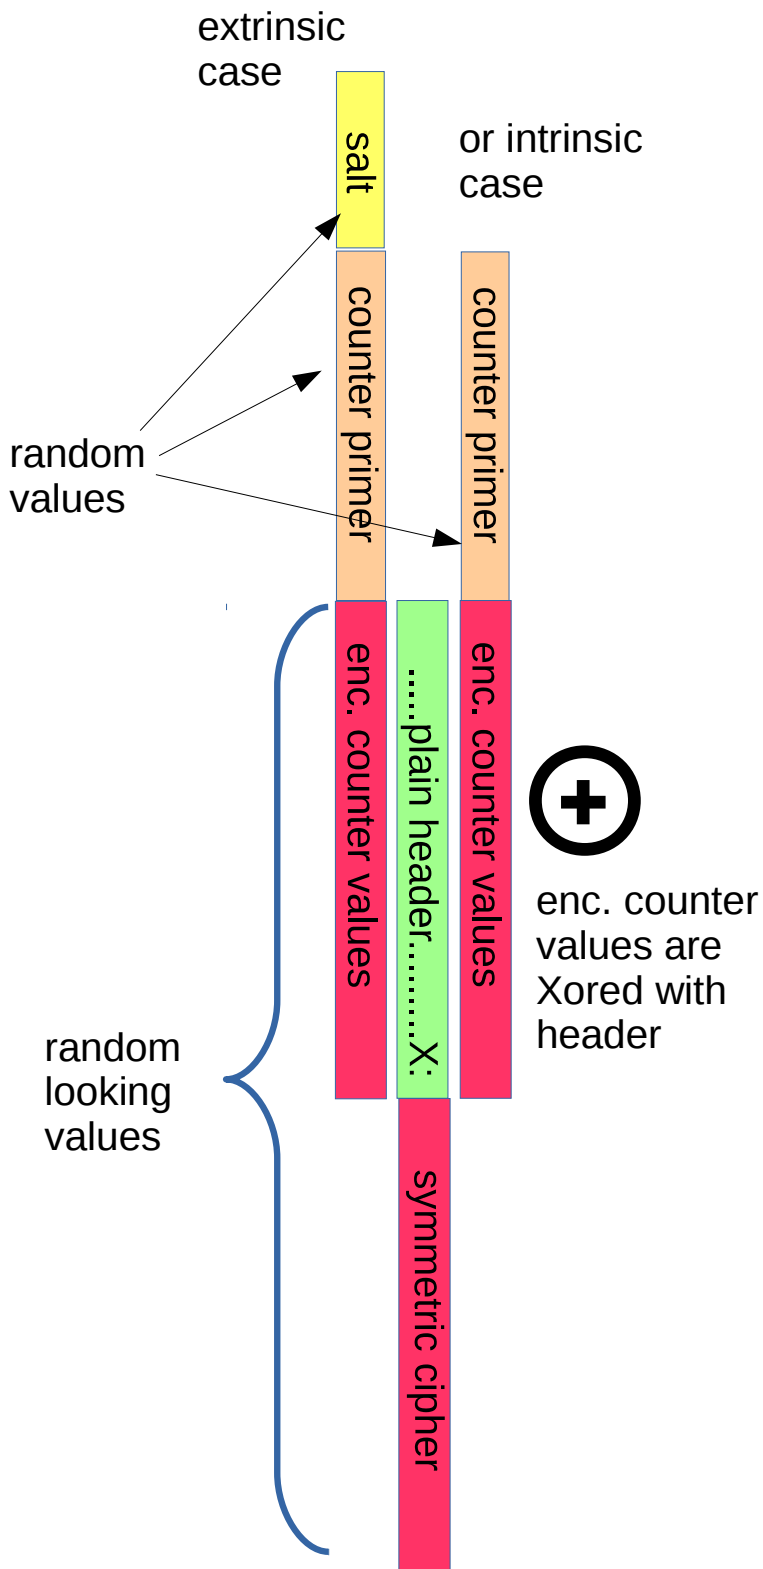 extrinsic
case
salt
or intrinsic
case
counter primer
counter primer
random
values
enc. counter values
.....plain header..........X:
enc. counter values
enc. counter
values are
Xored with
header
random
looking
values
symmetric cipher